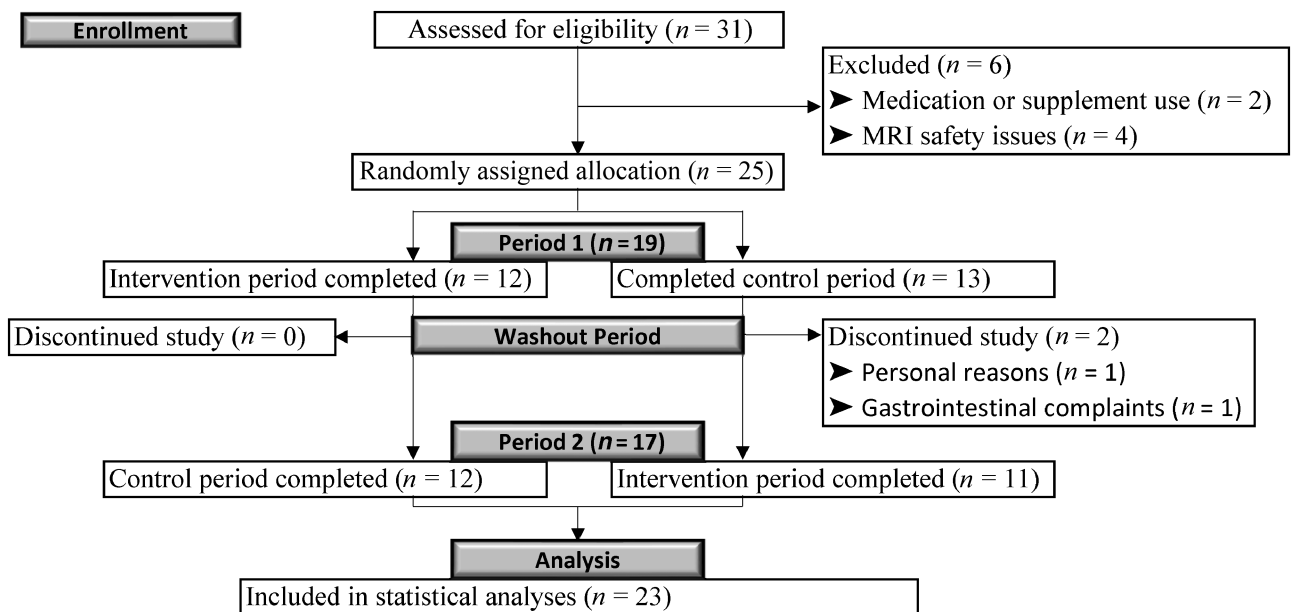 Enrollment
Assessed for eligibility (n = 31)
Excluded (n = 6)
➤ Medication or supplement use (n = 2)
➤ MRI safety issues (n = 4)
Randomly assigned allocation (n = 25)
Period 1 (n = 19)
Intervention period completed (n = 12)
Completed control period (n = 13)
Discontinued study (n = 0)
Washout Period
Discontinued study (n = 2)
➤ Personal reasons (n = 1)
➤ Gastrointestinal complaints (n = 1)
Period 2 (n = 17)
Control period completed (n = 12)
Intervention period completed (n = 11)
Analysis
Included in statistical analyses (n = 23)